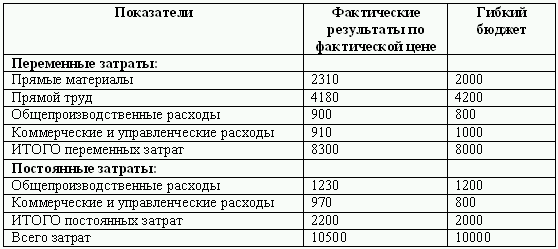 Показатели Фактические результаты по фактической цене Гибкий бюджет
Переменные затраты:
Прямые материалы 2310 2000
Прямой труд 4180 4200
Общепроизводственные расходы 900 800
Коммерческие и управленческие расходы 910 1000
ИТОГО переменных затрат 8300 8000
Постоянные затраты:
Общепроизводственные расходы 1230 1200
Коммерческие и управленческие расходы 970 800
ИТОГО постоянных затрат 2200 2000
Всего затрат 10500 10000